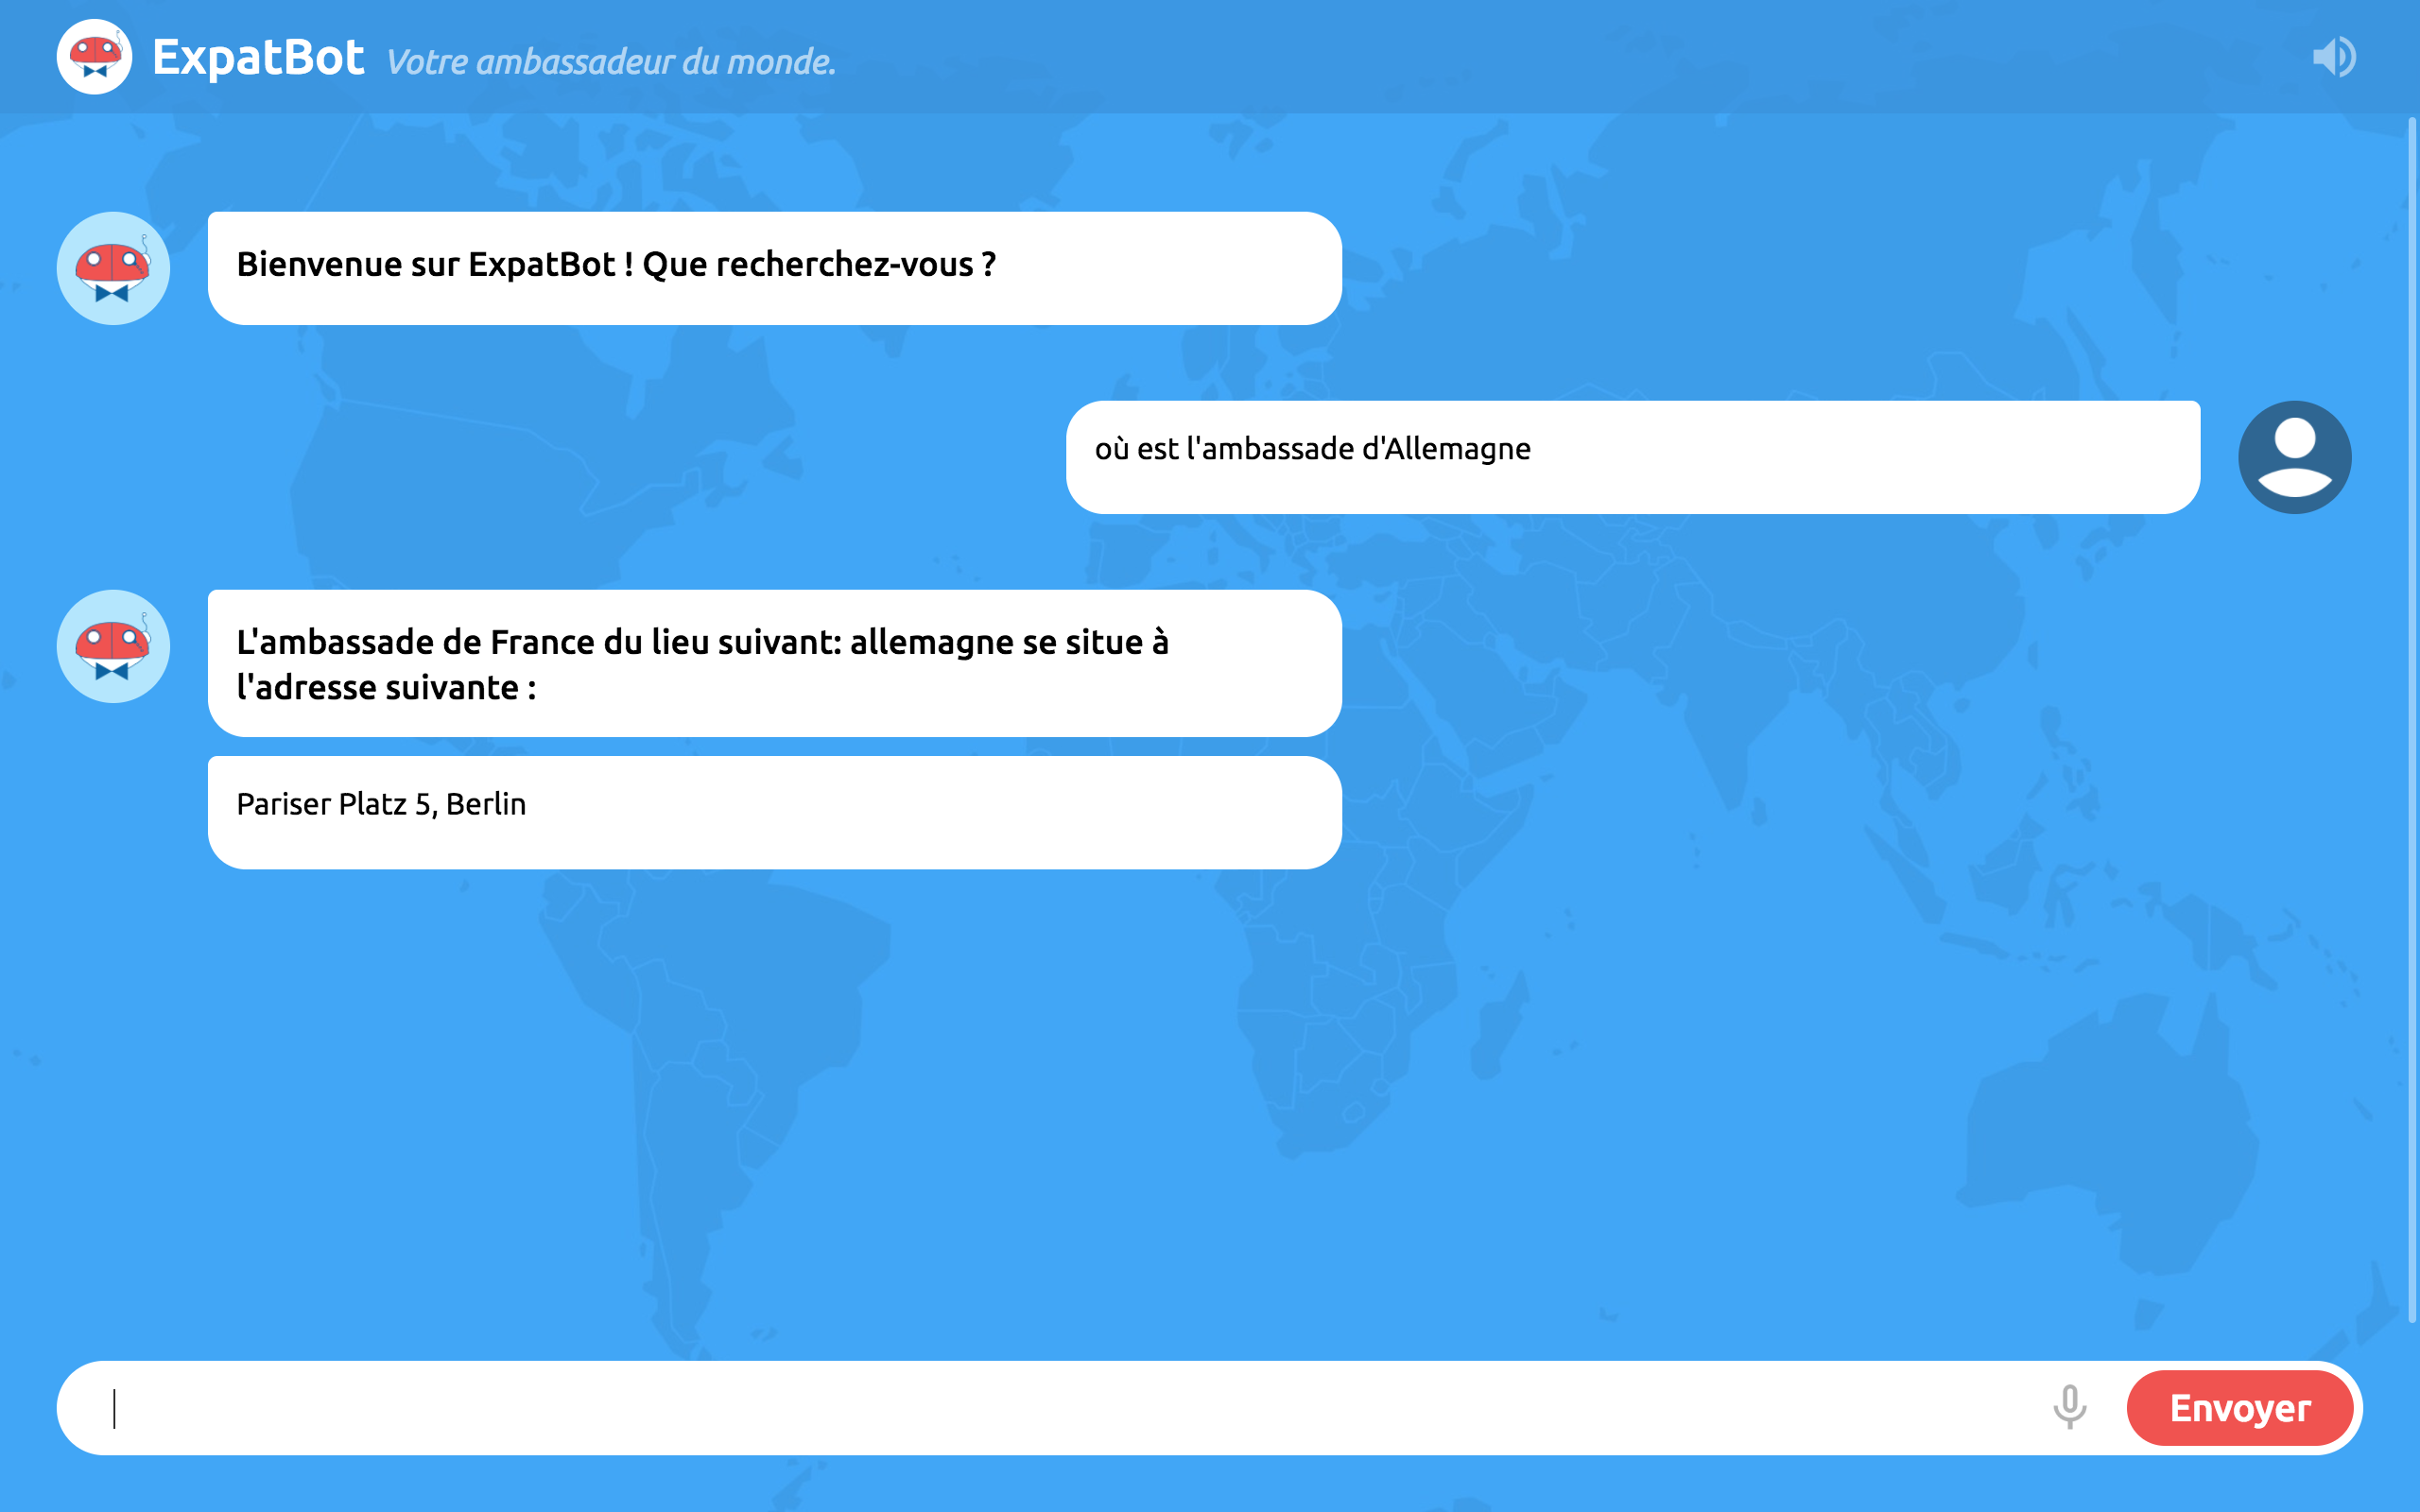 ExpatBot Votre ambassadeur du monde.
Bienvenue sur ExpatBot ! Que recherchez-vous ?
où est l'ambassade d'Allemagne
L'ambassade de France du lieu suivant: allemagne se situe à
l'adresse suivante :
Pariser Platz 5, Berlin
Envoyer